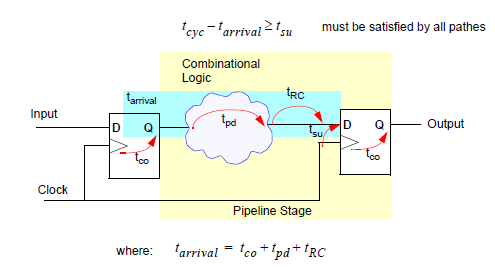 t_cyc − t_arrival ≥ t_su must be satisfied by all pathes
Combinational
Logic
t_arrival
t_RC
Input
D Q
t_pd
t_su
D Q
Output
t_co
t_co
Clock
Pipeline Stage
where: t_arrival = t_co + t_pd + t_RC